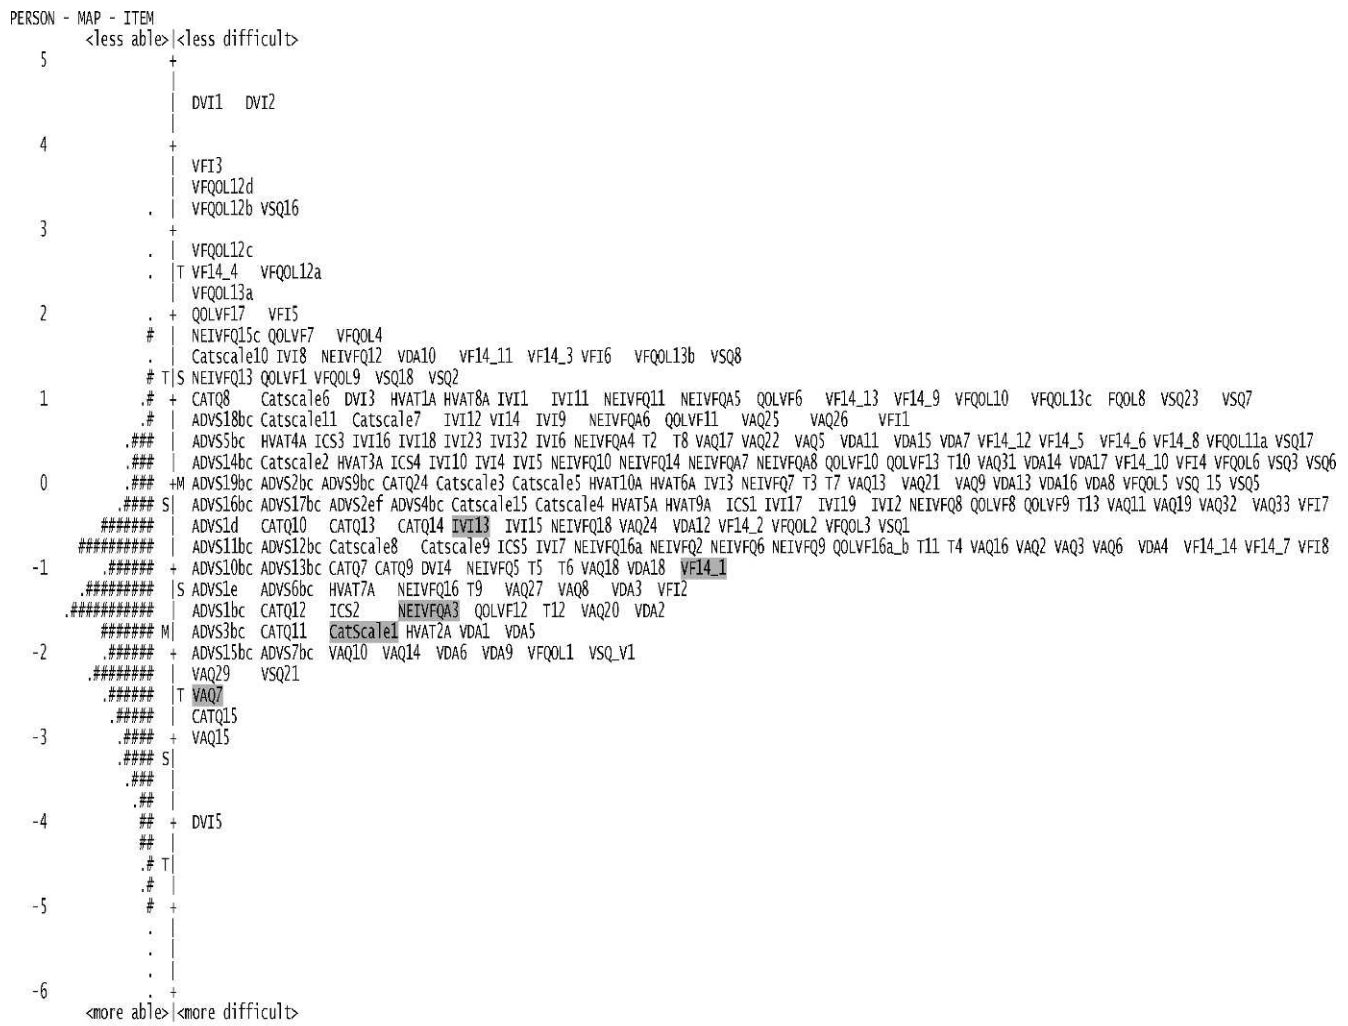 PERSON - MAP - ITEM
<less able>|<less difficult>
5 +
|
| DVI1 DVI2
|
4 +
| VFI3
| VFQOL12d
. | VFQOL12b VSQ16
3 +
. | VFQOL12c
. |T VF14_4 VFQOL12a
| VFQOL13a
2 . + QOLVF17 VFI5
# | NEIVFQ15c QOLVF7 VFQOL4
. | Catscale10 IVI8 NEIVFQ12 VDA10 VF14_11 VF14_3 VFI6 VFQOL13b VSQ8
# T|S NEIVFQ13 QOLVF1 VFQOL9 VSQ18 VSQ2
1 .# + CATQ8 Catscale6 DVI3 HVAT1A HVAT8A IVI1 IVI11 NEIVFQ11 NEIVFQA5 QOLVF6 VF14_13 VF14_9 VFQOL10 VFQOL13c FQOL8 VSQ23 VSQ7
.# | ADVS18bc Catscale11 Catscale7 IVI12 VI14 IVI9 NEIVFQA6 QOLVF11 VAQ25 VAQ26 VFI1
.### | ADVS5bc HVAT4A ICS3 IVI16 IVI18 IVI23 IVI32 IVI6 NEIVFQA4 T2 T8 VAQ17 VAQ22 VAQ5 VDA11 VDA15 VDA7 VF14_12 VF14_5 VF14_6 VF14_8 VFQOL11a VSQ17
.### | ADVS14bc Catscale2 HVAT3A ICS4 IVI10 IVI4 IVI5 NEIVFQ10 NEIVFQ14 NEIVFQA7 NEIVFQA8 QOLVF10 QOLVF13 T10 VAQ31 VDA14 VDA17 VF14_10 VFI4 VFQOL6 VSQ3 VSQ6
0 .### +M ADVS19bc ADVS2bc ADVS9bc CATQ24 Catscale3 Catscale5 HVAT10A HVAT6A IVI3 NEIVFQ7 T3 T7 VAQ13 VAQ21 VAQ9 VDA13 VDA16 VDA8 VFQOL5 VSQ 15 VSQ5
.#### S| ADVS16bc ADVS17bc ADVS2ef ADVS4bc Catscale15 Catscale4 HVAT5A HVAT9A ICS1 IVI17 IVI19 IVI2 NEIVFQ8 QOLVF8 QOLVF9 T13 VAQ11 VAQ19 VAQ32 VAQ33 VFI7
####### | ADVS1d CATQ10 CATQ13 CATQ14 IVI13 IVI15 NEIVFQ18 VAQ24 VDA12 VF14_2 VFQOL2 VFQOL3 VSQ1
########## | ADVS11bc ADVS12bc Catscale8 Catscale9 ICS5 IVI7 NEIVFQ16a NEIVFQ2 NEIVFQ6 NEIVFQ9 QOLVF16a_b T11 T4 VAQ16 VAQ2 VAQ3 VAQ6 VDA4 VF14_14 VF14_7 VFI8
-1 .###### + ADVS10bc ADVS13bc CATQ7 CATQ9 DVI4 NEIVFQ5 T5 T6 VAQ18 VDA18 VF14_1
.######### |S ADVS1e ADVS6bc HVAT7A NEIVFQ16 T9 VAQ27 VAQ8 VDA3 VFI2
.########### | ADVS1bc CATQ12 ICS2 NEIVFQA3 QOLVF12 T12 VAQ20 VDA2
####### M| ADVS3bc CATQ11 CatScale1 HVAT2A VDA1 VDA5
-2 .###### + ADVS15bc ADVS7bc VAQ10 VAQ14 VDA6 VDA9 VFQOL1 VSQ_V1
.######## | VAQ29 VSQ21
.###### |T VAQ7
.##### | CATQ15
-3 .#### + VAQ15
.#### S|
.### |
.## |
-4 ## + DVI5
## |
.# T|
.# |
-5 # +
. |
. |
. |
-6 . +
<more able>|<more difficult>